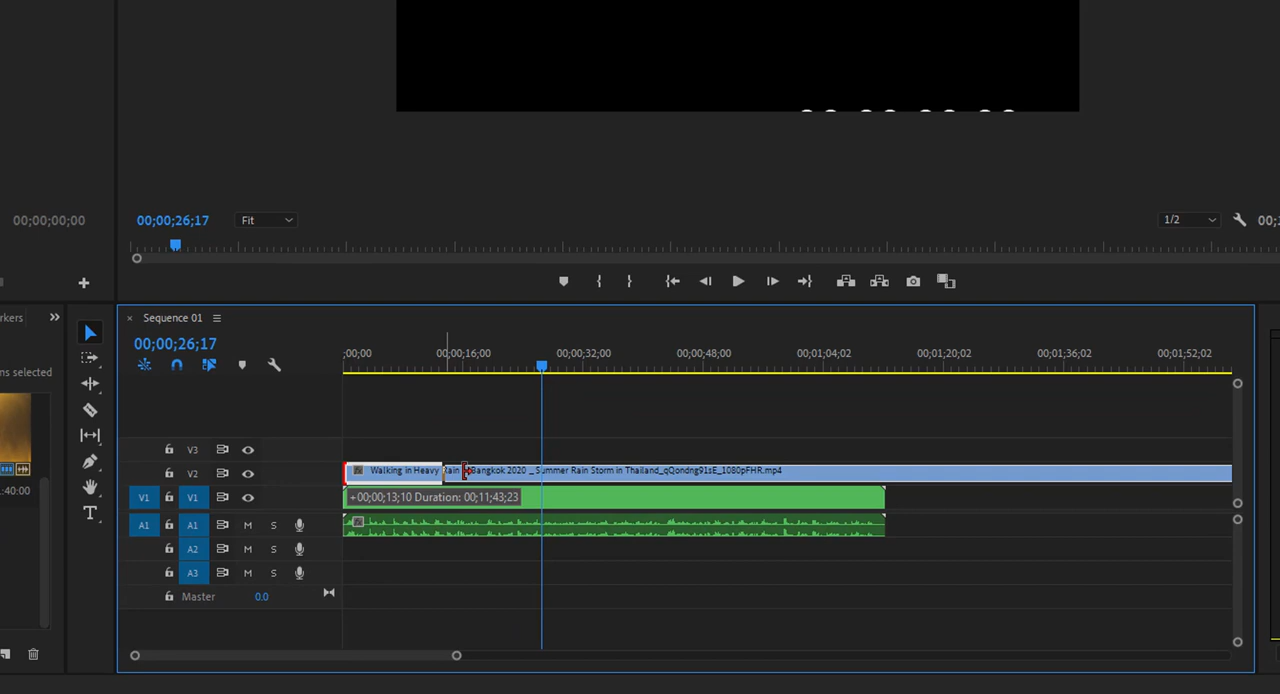 00;00;00;00
00;00;26;17
Fit
1/2
00;
Sequence 01
rkers
00;00;26;17
;00;00
00;00;16;00
00;00;32;00
00;00;48;00
00;01;04;02
00;01;20;02
00;01;36;02
00;01;52;02
ns selected
V3
V2
Walking in Heavy Rain Bangkok 2020 _ Summer Rain Storm in Thailand_qQondng91sE_1080pFHR.mp4
V1 V1
+00;00;13;10 Duration: 00;11;43;23
:40:00
A1 A1 M S
A2 M S
A3 M S
Master 0.0